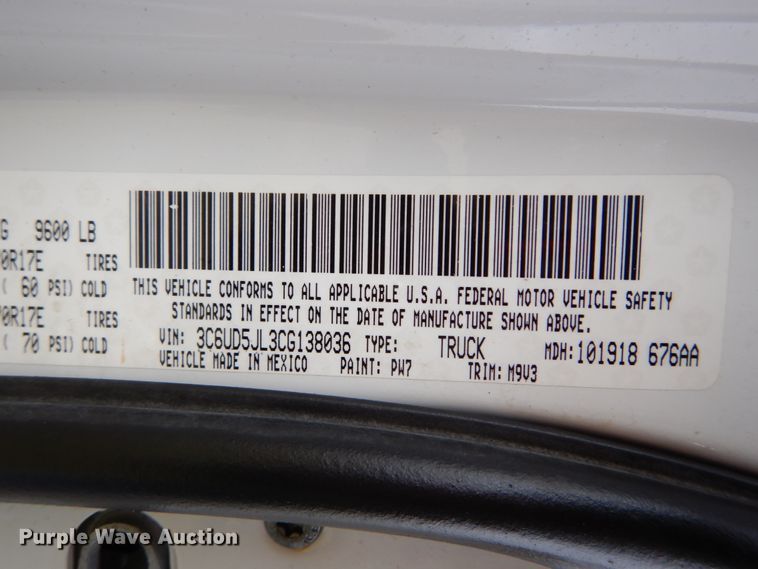 G 9600 LB
0R17E TIRES
( 60 PSI) COLD
0R17E TIRES
( 70 PSI) COLD
THIS VEHICLE CONFORMS TO ALL APPLICABLE U.S.A. FEDERAL MOTOR VEHICLE SAFETY
STANDARDS IN EFFECT ON THE DATE OF MANUFACTURE SHOWN ABOVE.
VIN: 3C6UD5JL3CG138036 TYPE: TRUCK MDH: 101918 676AA
VEHICLE MADE IN MEXICO PAINT: PW7 TRIM: M9V3
Purple Wave Auction